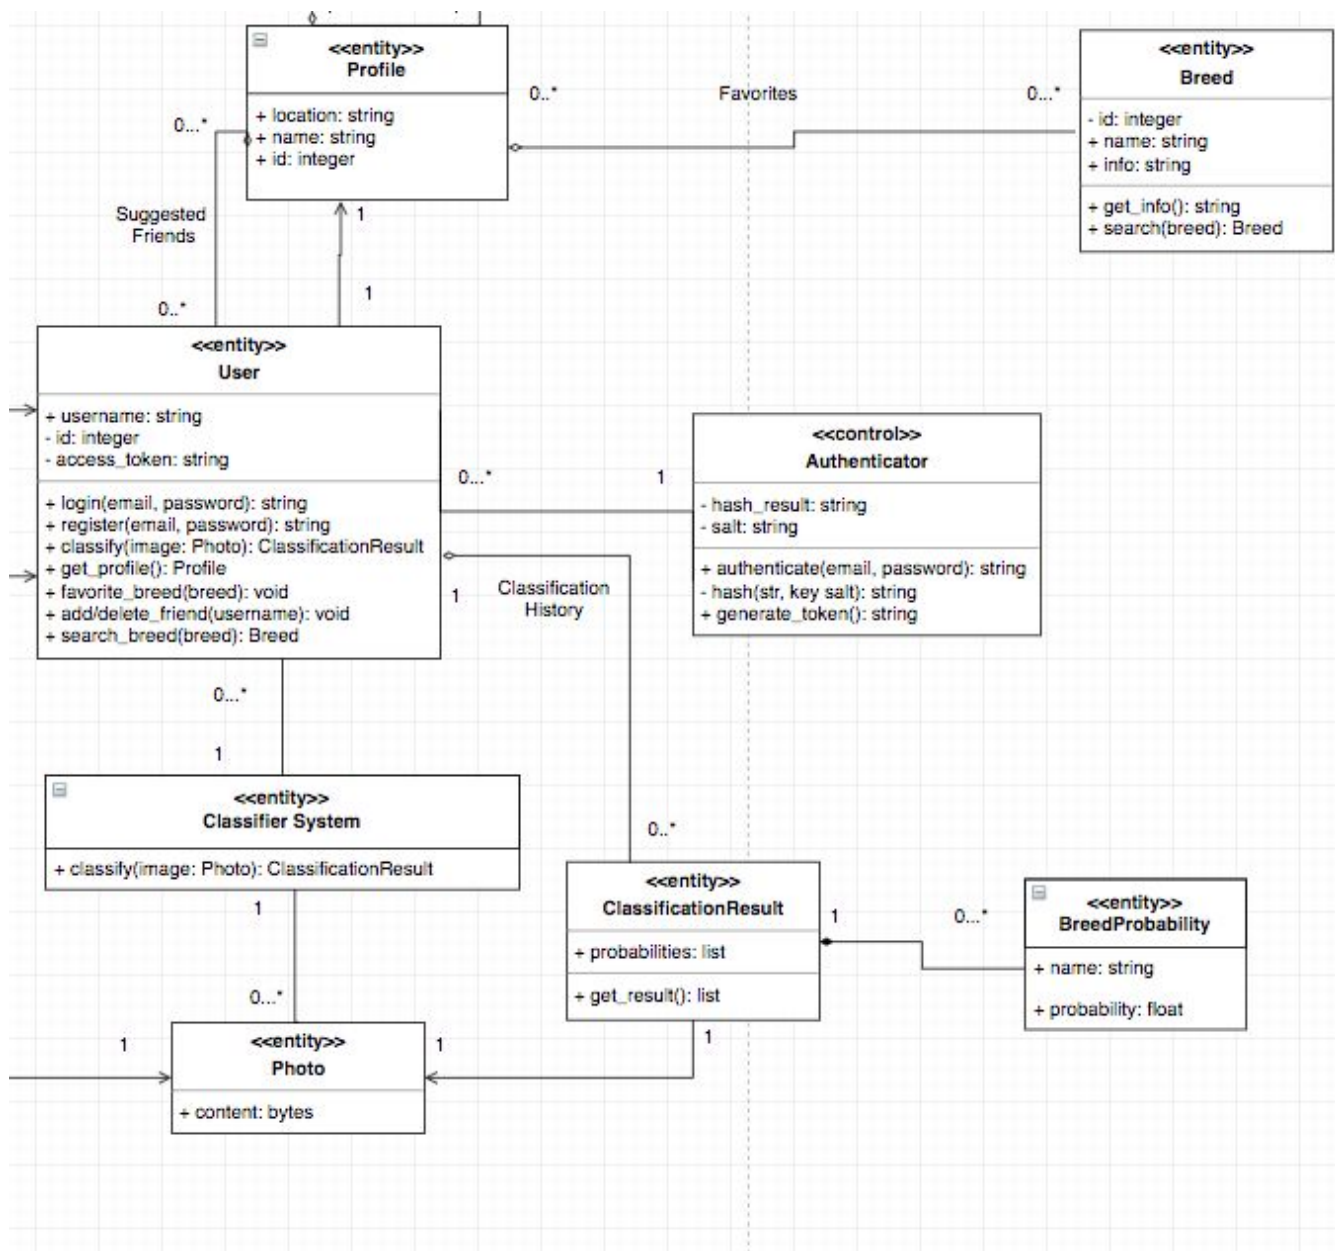 <<entity>>
Profile
+ location: string
+ name: string
+ id: integer
0..*
Favorites
0...*
<<entity>>
Breed
- id: integer
+ name: string
+ info: string
+ get_info(): string
+ search(breed): Breed
0...*
Suggested
Friends
1
1
0..*
<<entity>>
User
+ username: string
- id: integer
- access_token: string
+ login(email, password): string
+ register(email, password): string
+ classify(image: Photo): ClassificationResult
+ get_profile(): Profile
+ favorite_breed(breed): void
+ add/delete_friend(username): void
+ search_breed(breed): Breed
0...*
1
<<control>>
Authenticator
- hash_result: string
- salt: string
+ authenticate(email, password): string
- hash(str, key salt): string
+ generate_token(): string
1
Classification
History
0...*
1
<<entity>>
Classifier System
+ classify(image: Photo): ClassificationResult
0..*
<<entity>>
ClassificationResult
+ probabilities: list
+ get_result(): list
1
0...*
<<entity>>
BreedProbability
+ name: string
+ probability: float
1
0...*
1
<<entity>>
Photo
+ content: bytes
1
1